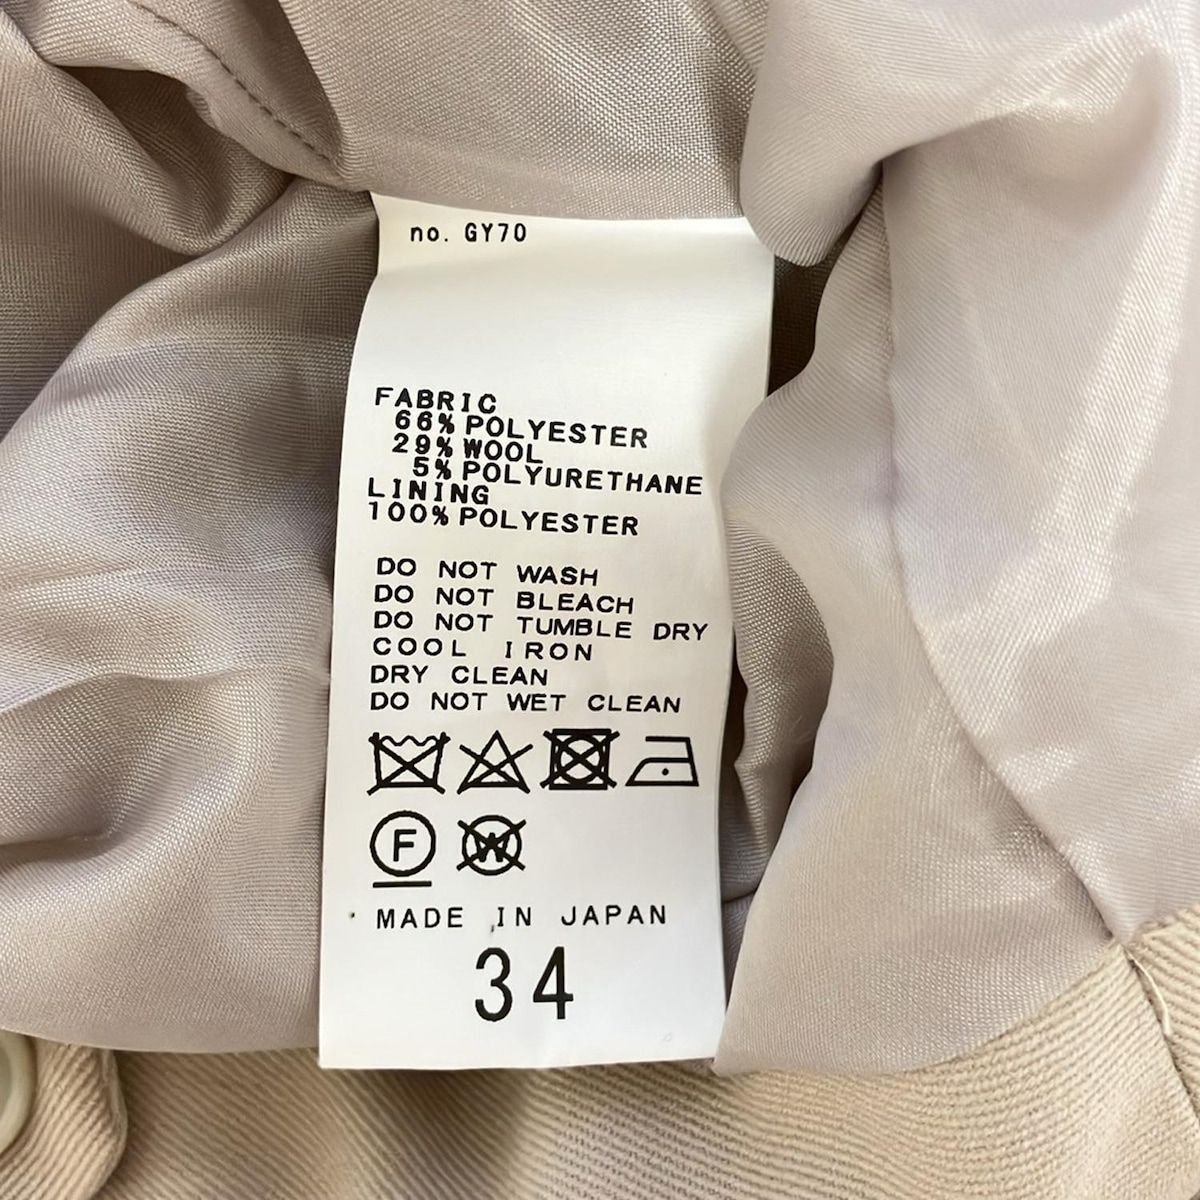 no. GY70
FABRIC
66% POLYESTER
29% WOOL
5% POLYURETHANE
LINING
100% POLYESTER
DO NOT WASH
DO NOT BLEACH
DO NOT TUMBLE DRY
COOL IRON
DRY CLEAN
DO NOT WET CLEAN
F W
MADE IN JAPAN
34